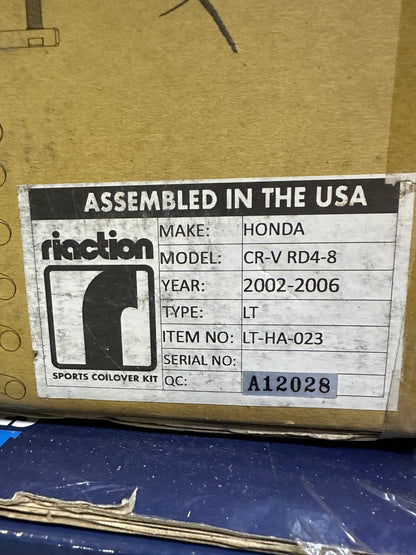 ASSEMBLED IN THE USA
riaction
SPORTS COILOVER KIT
MAKE: HONDA
MODEL: CR-V RD4-8
YEAR: 2002-2006
TYPE: LT
ITEM NO: LT-HA-023
SERIAL NO:
QC: A12028